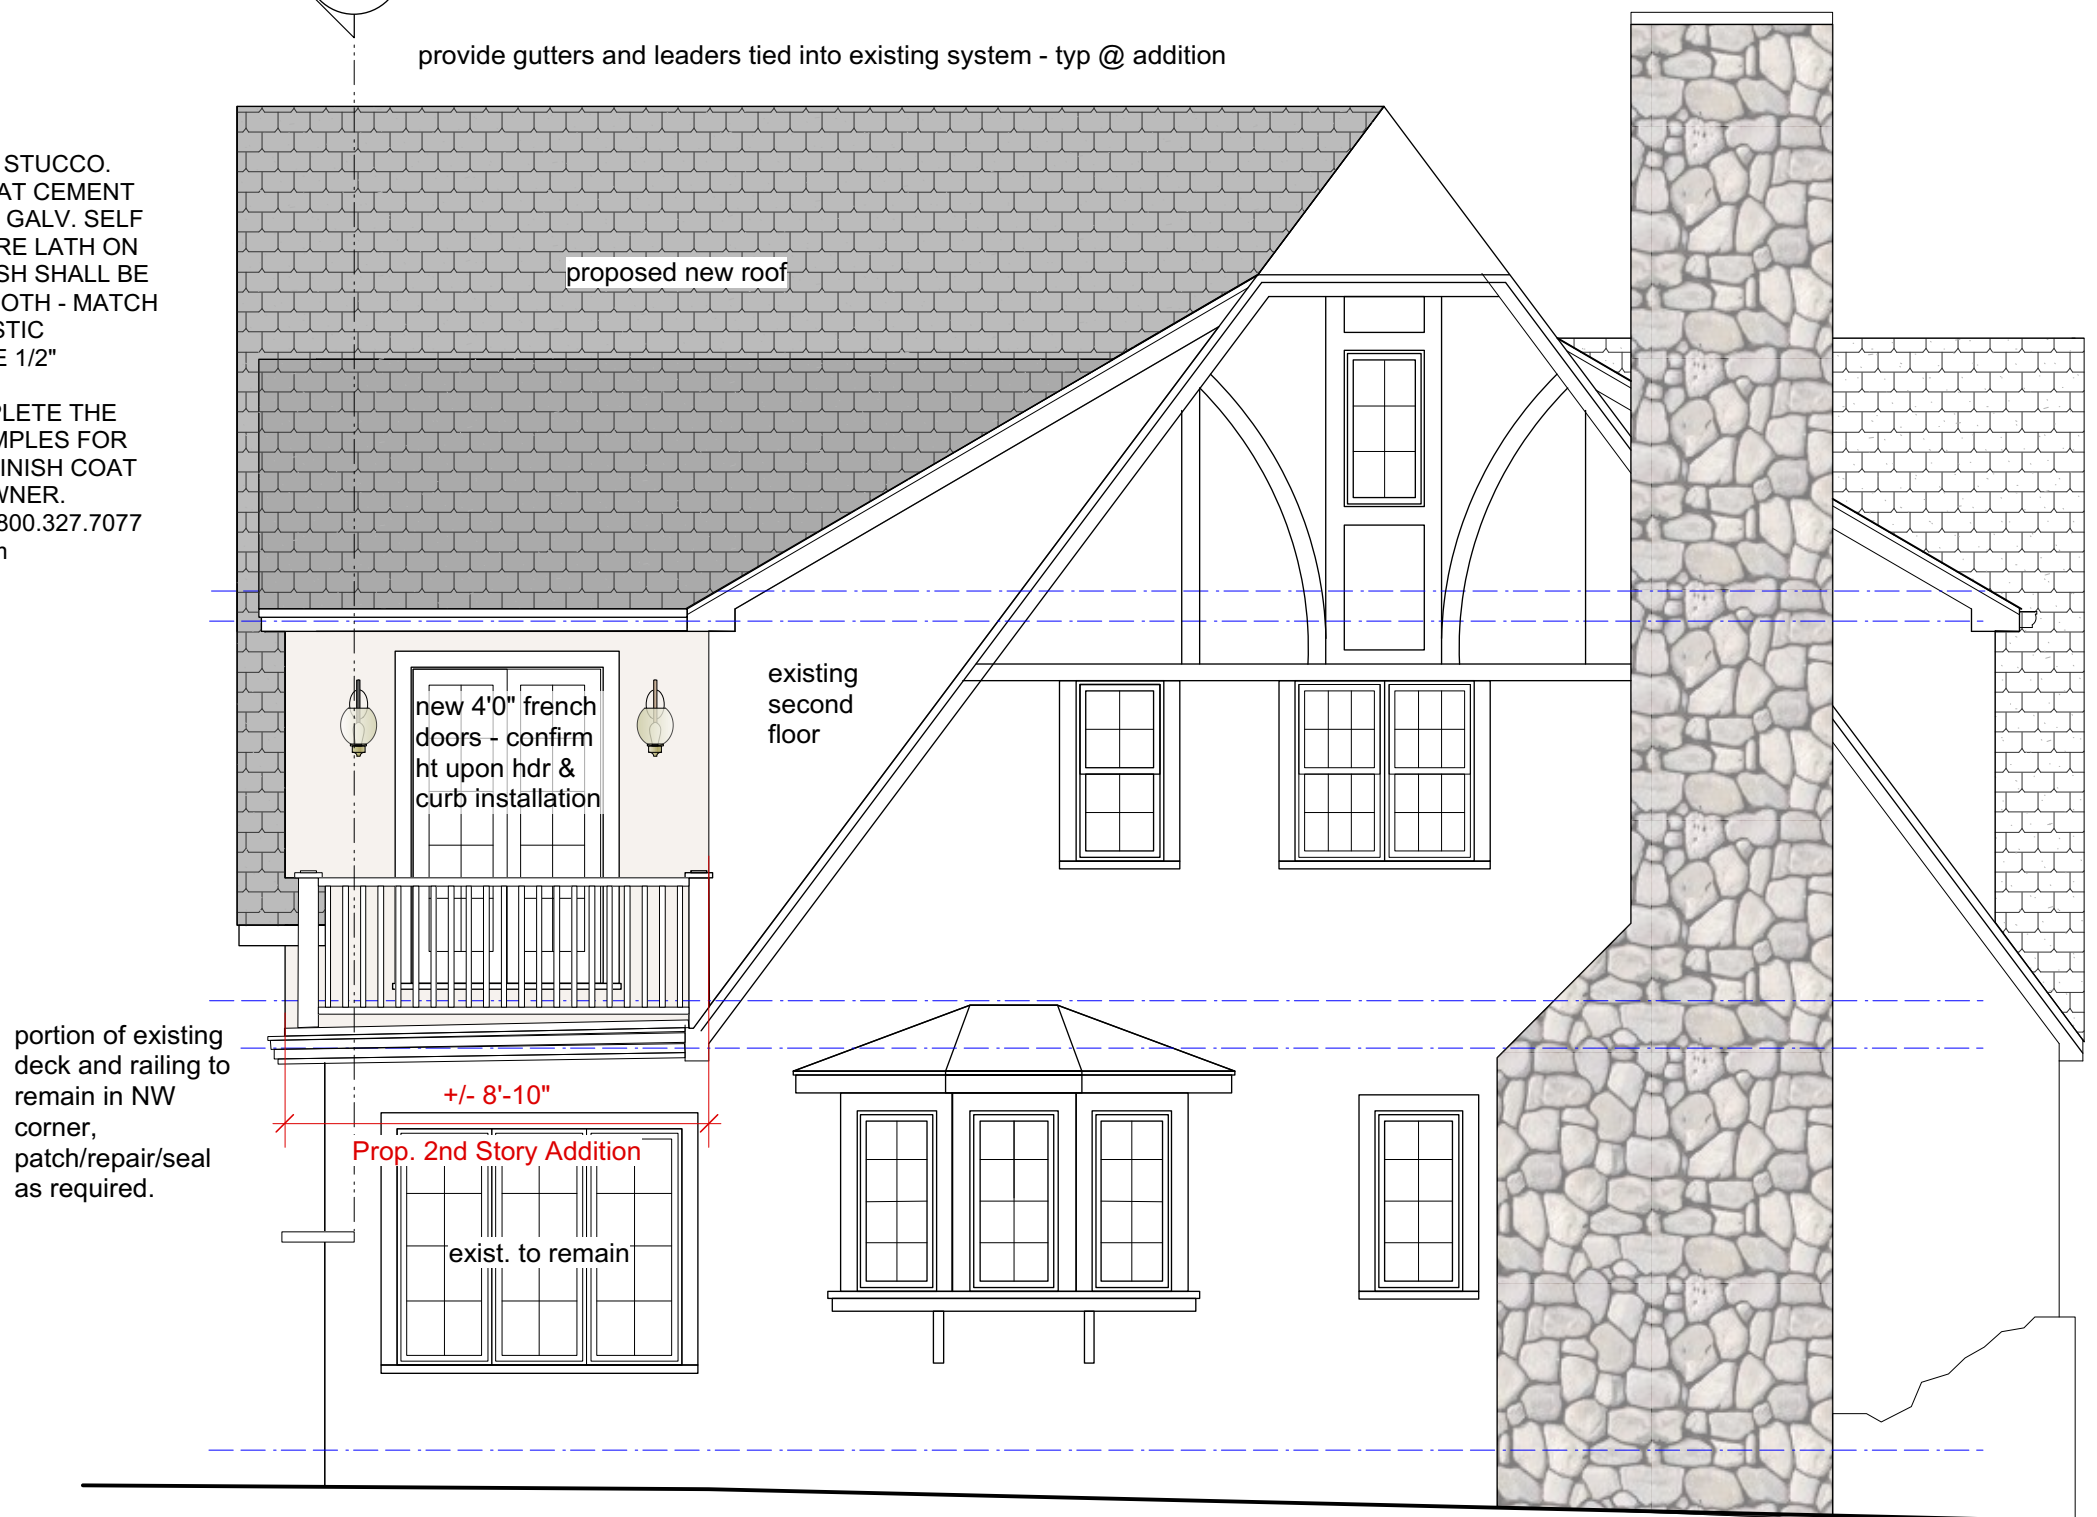 provide gutters and leaders tied into existing system - typ @ addition
STUCCO.
AT CEMENT
GALV. SELF
RE LATH ON
SH SHALL BE
OTH - MATCH
STIC
E 1/2"
PLETE THE
MPLES FOR
INISH COAT
WNER.
800.327.7077
proposed new roof
existing
second
floor
new 4'0" french
doors - confirm
ht upon hdr &
curb installation
portion of existing
deck and railing to
remain in NW
corner,
patch/repair/seal
as required.
+/- 8'-10"
Prop. 2nd Story Addition
exist. to remain